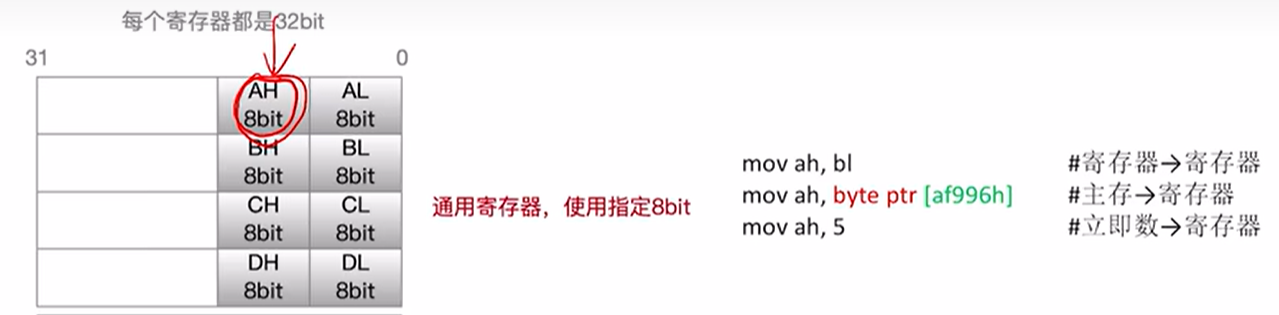 每个寄存器都是32bit
31 0
AH AL
8bit 8bit
BH BL
8bit 8bit
CH CL
8bit 8bit
DH DL
8bit 8bit
通用寄存器，使用指定8bit
mov ah, bl #寄存器→寄存器
mov ah, byte ptr [af996h] #主存→寄存器
mov ah, 5 #立即数→寄存器